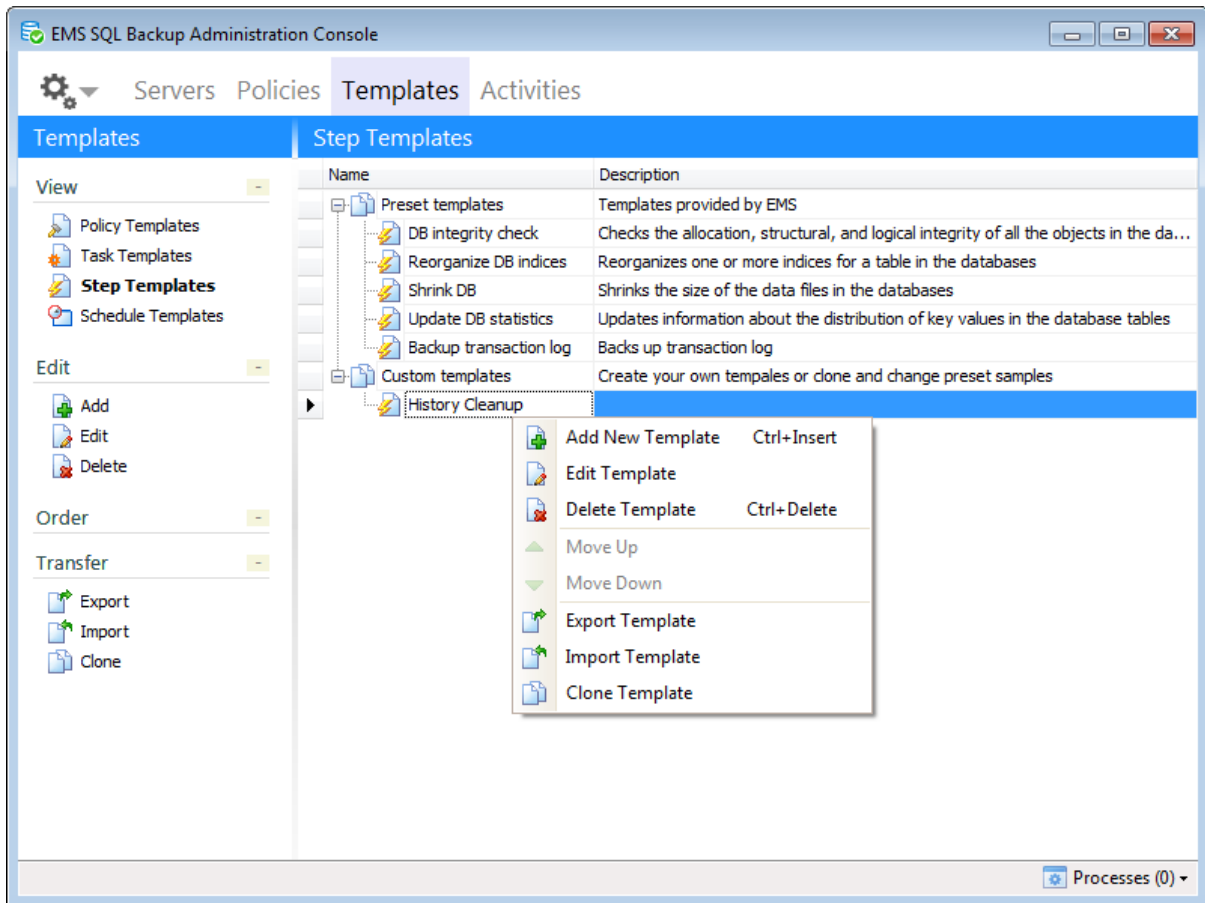 EMS SQL Backup Administration Console
Servers Policies Templates Activities
Templates
Step Templates
View
Policy Templates
Task Templates
Step Templates
Schedule Templates
Edit
Add
Edit
Delete
Order
Transfer
Export
Import
Clone
Name Description
Preset templates Templates provided by EMS
DB integrity check Checks the allocation, structural, and logical integrity of all the objects in the da...
Reorganize DB indices Reorganizes one or more indices for a table in the databases
Shrink DB Shrinks the size of the data files in the databases
Update DB statistics Updates information about the distribution of key values in the database tables
Backup transaction log Backs up transaction log
Custom templates Create your own tempales or clone and change preset samples
History Cleanup
Add New Template Ctrl+Insert
Edit Template
Delete Template Ctrl+Delete
Move Up
Move Down
Export Template
Import Template
Clone Template
Processes (0)